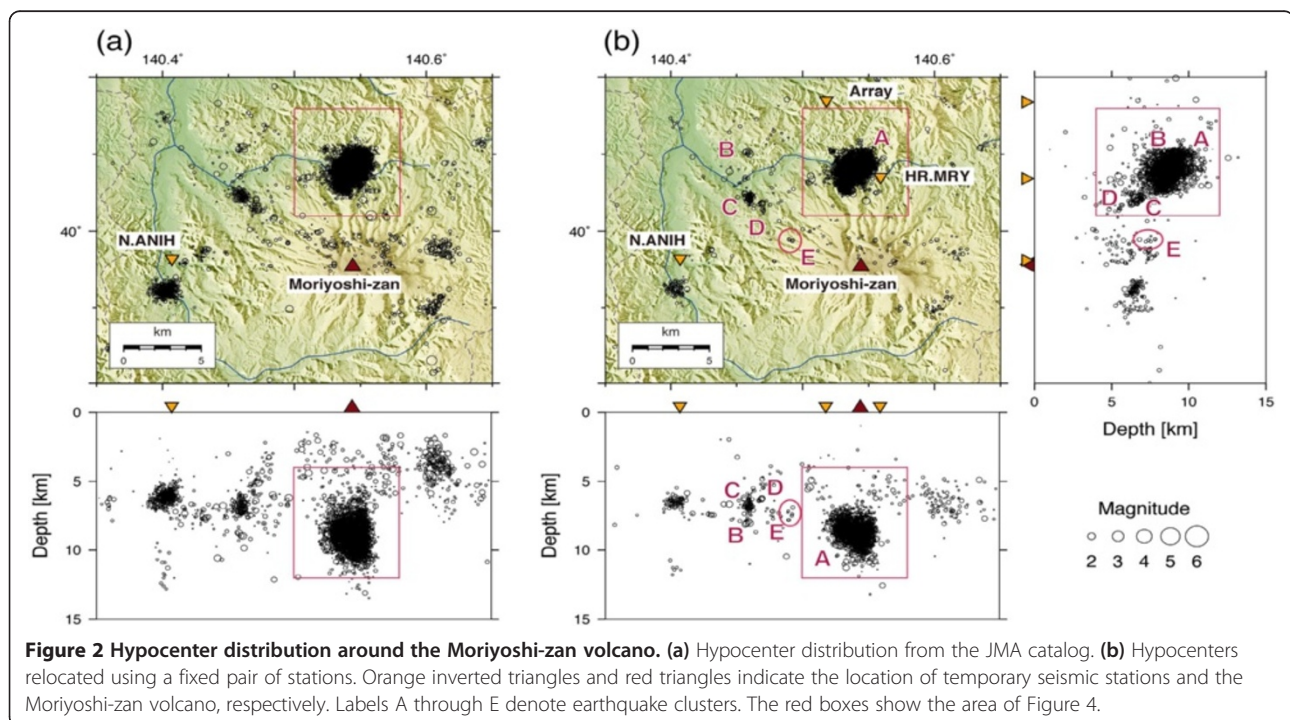 (a)
140.4°
140.6°
40°
N.ANIH
Moriyoshi-zan
km
0 5
0
5
10
15
Depth [km]
(b)
140.4°
140.6°
Array
A
B
HR.MRY
C
40°
D
N.ANIH
E
Moriyoshi-zan
km
0 5
B A
D
C
E
0 5 10 15
Depth [km]
0
5
10
15
Depth [km]
C D
B E
A
Magnitude
2 3 4 5 6
Figure 2 Hypocenter distribution around the Moriyoshi-zan volcano. (a) Hypocenter distribution from the JMA catalog. (b) Hypocenters
relocated using a fixed pair of stations. Orange inverted triangles and red triangles indicate the location of temporary seismic stations and the
Moriyoshi-zan volcano, respectively. Labels A through E denote earthquake clusters. The red boxes show the area of Figure 4.